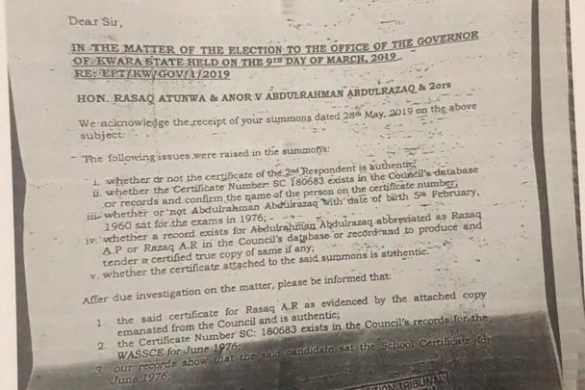 Dear Sir,
IN THE MATTER OF THE ELECTION TO THE OFFICE OF THE GOVERNOR
OF KWARA STATE HELD ON THE 9TH DAY OF MARCH, 2019
RE: EPT/KW/GOV/1/2019
HON. RASAQ ATUNWA & ANOR V ABDULRAHMAN ABDULRAZAQ & 2ors
We acknowledge the receipt of your summons dated 28th May, 2019 on the above
subject.
The following issues were raised in the summons:
i. whether or not the certificate of the 2nd Respondent is authentic;
ii. whether the Certificate Number SC 180683 exists in the Council's database
or records and confirm the name of the person on the certificate number;
iii. whether or not Abdulrahman Abdulrazaq with date of birth 5th February,
1960 sat for the exams in 1976;
iv. whether a record exists for Abdulrahman Abdulrazaq abbreviated as Razaq
A.P or Razaq A.R in the Council's database or record and to produce and
tender a certified true copy of same if any;
v. whether the certificate attached to the said summons is authentic.
After due investigation on the matter, please be informed that:
1. the said certificate for Rasaq A.R as evidenced by the attached copy
emanated from the Council and is authentic;
2. the Certificate Number SC: 180683 exists in the Council's records for the
WASSCE for June 1976;
3. our records show that the said candidate sat the School Certificate for
June 1976;
TRIBUNAL